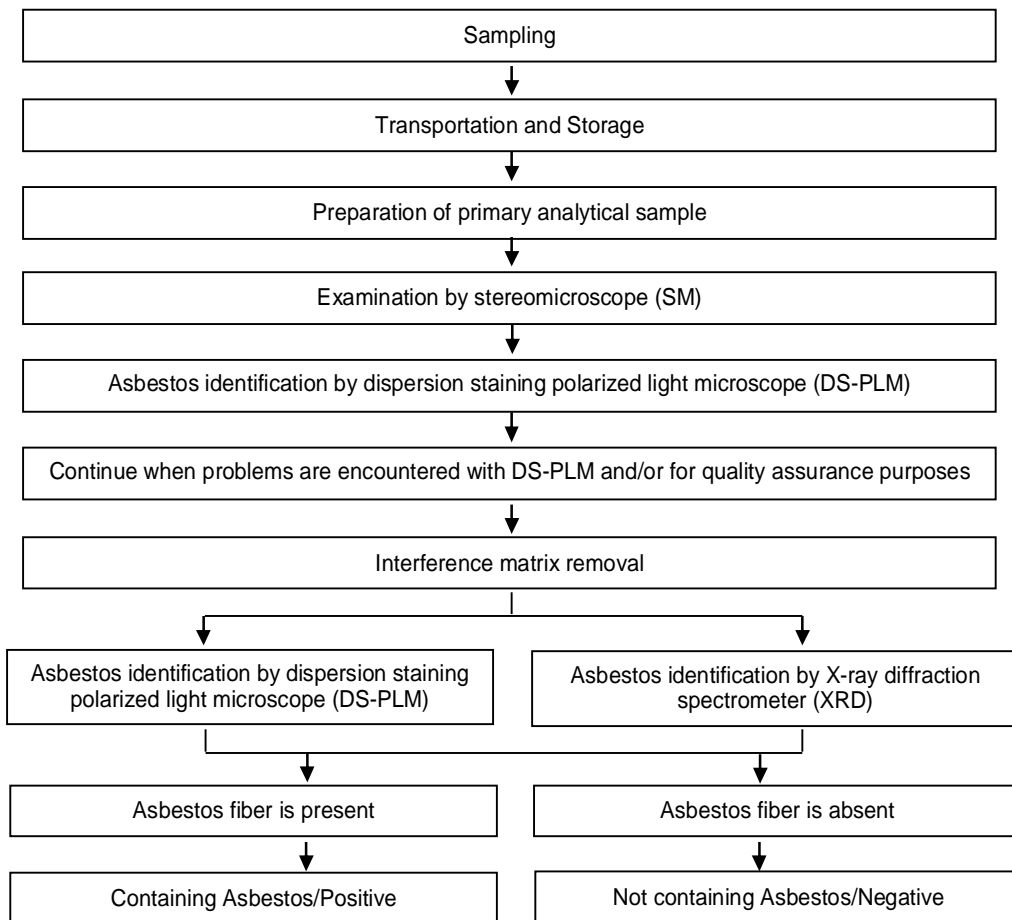 Sampling
Transportation and Storage
Preparation of primary analytical sample
Examination by stereomicroscope (SM)
Asbestos identification by dispersion staining polarized light microscope (DS-PLM)
Continue when problems are encountered with DS-PLM and/or for quality assurance purposes
Interference matrix removal
Asbestos identification by dispersion staining
polarized light microscope (DS-PLM)
Asbestos identification by X-ray diffraction
spectrometer (XRD)
Asbestos fiber is present
Asbestos fiber is absent
Containing Asbestos/Positive
Not containing Asbestos/Negative